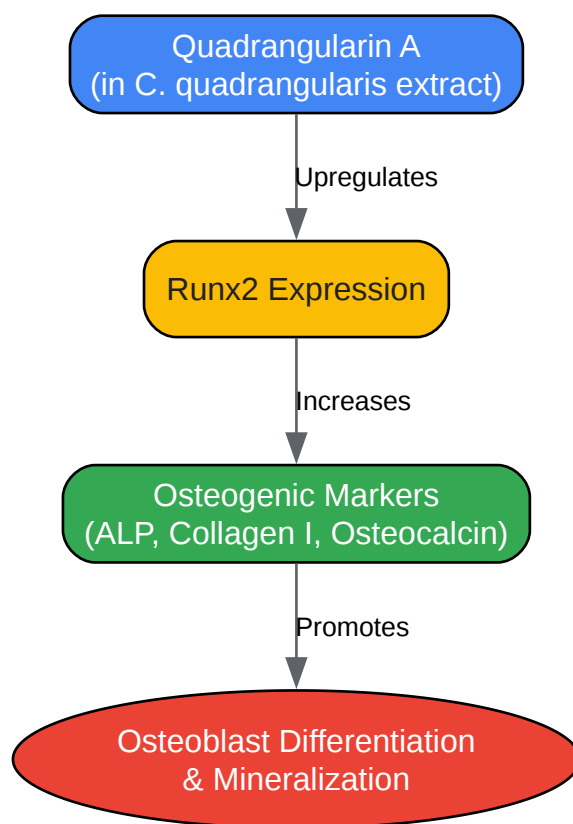 Quadrangularin A
(in C. quadrangularis extract)
Upregulates
Runx2 Expression
Increases
Osteogenic Markers
(ALP, Collagen I, Osteocalcin)
Promotes
Osteoblast Differentiation
& Mineralization